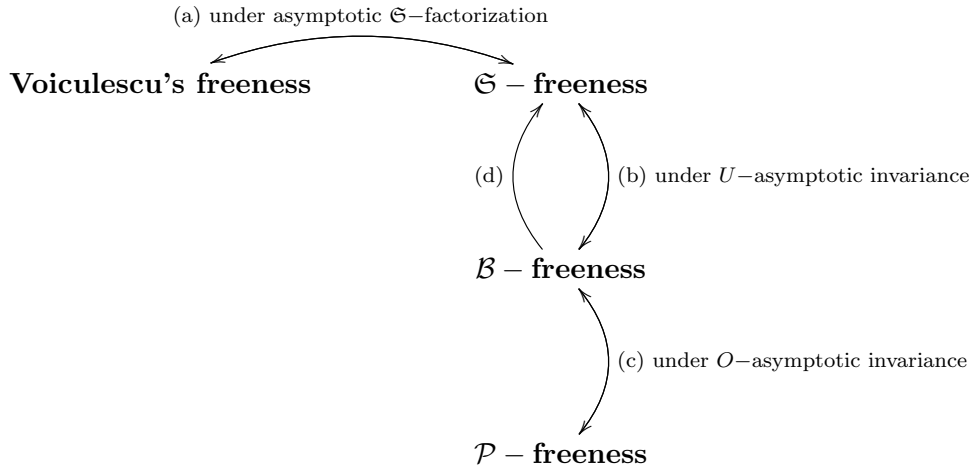 (a) under asymptotic 𝔖−factorization
Voiculescu's freeness 𝔖 − freeness
(d) (b) under U−asymptotic invariance
ℬ − freeness
(c) under O−asymptotic invariance
𝒫 − freeness